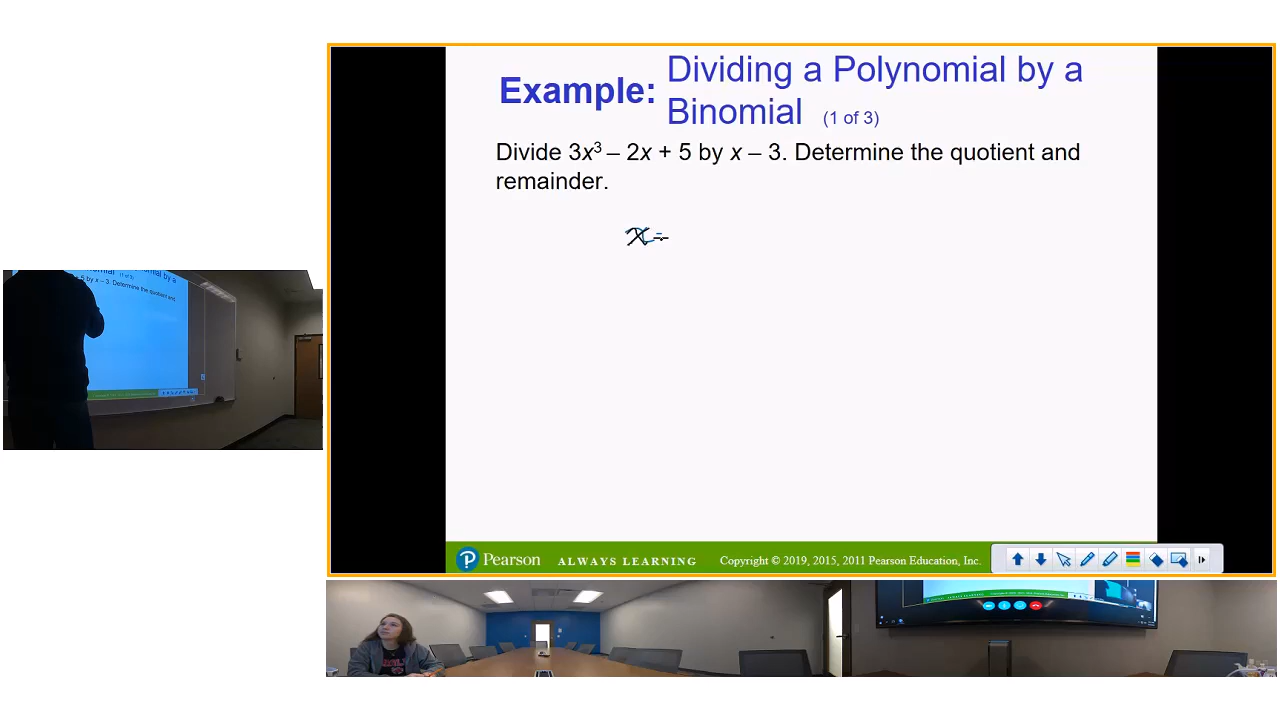 Example:
Dividing a Polynomial by a
Binomial (1 of 3)
Divide 3x³ – 2x + 5 by x – 3. Determine the quotient and
remainder.
x-
Pearson ALWAYS LEARNING Copyright © 2019, 2015, 2011 Pearson Education, Inc.